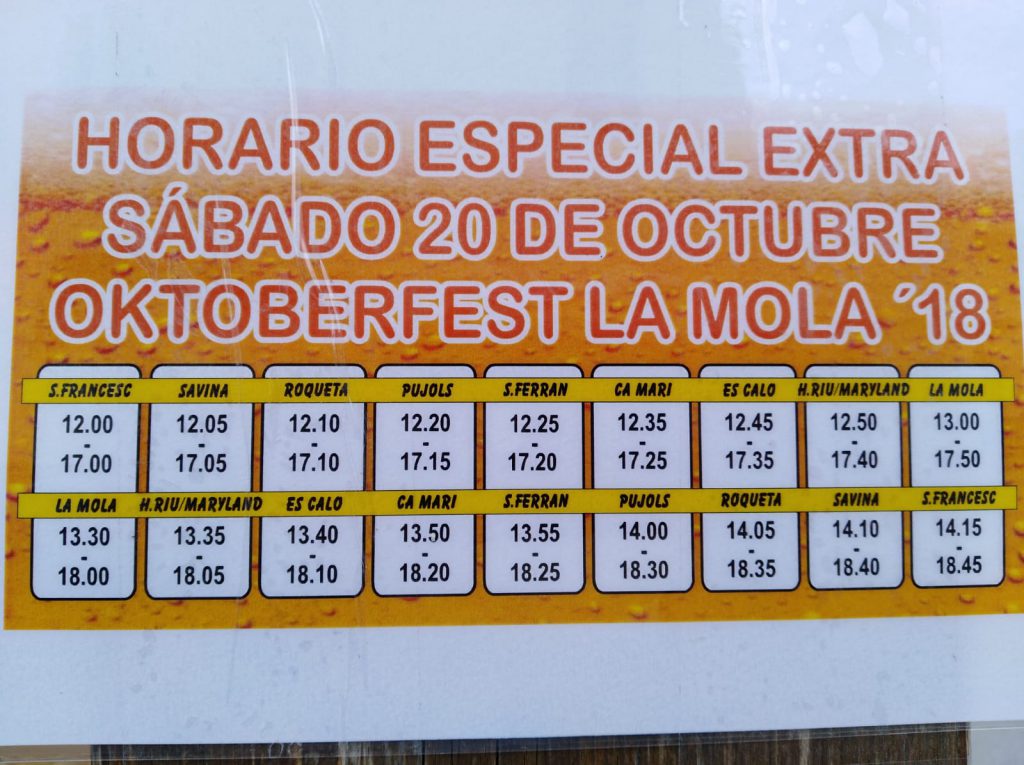 HORARIO ESPECIAL EXTRA
SÁBADO 20 DE OCTUBRE
OKTOBERFEST LA MOLA ´18
S.FRANCESC SAVINA ROQUETA PUJOLS S.FERRAN CA MARI ES CALO H.RIU/MARYLAND LA MOLA
12.00 12.05 12.10 12.20 12.25 12.35 12.45 12.50 13.00
- - - - - - - - -
17.00 17.05 17.10 17.15 17.20 17.25 17.35 17.40 17.50
LA MOLA H.RIU/MARYLAND ES CALO CA MARI S.FERRAN PUJOLS ROQUETA SAVINA S.FRANCESC
13.30 13.35 13.40 13.50 13.55 14.00 14.05 14.10 14.15
- - - - - - - - -
18.00 18.05 18.10 18.20 18.25 18.30 18.35 18.40 18.45